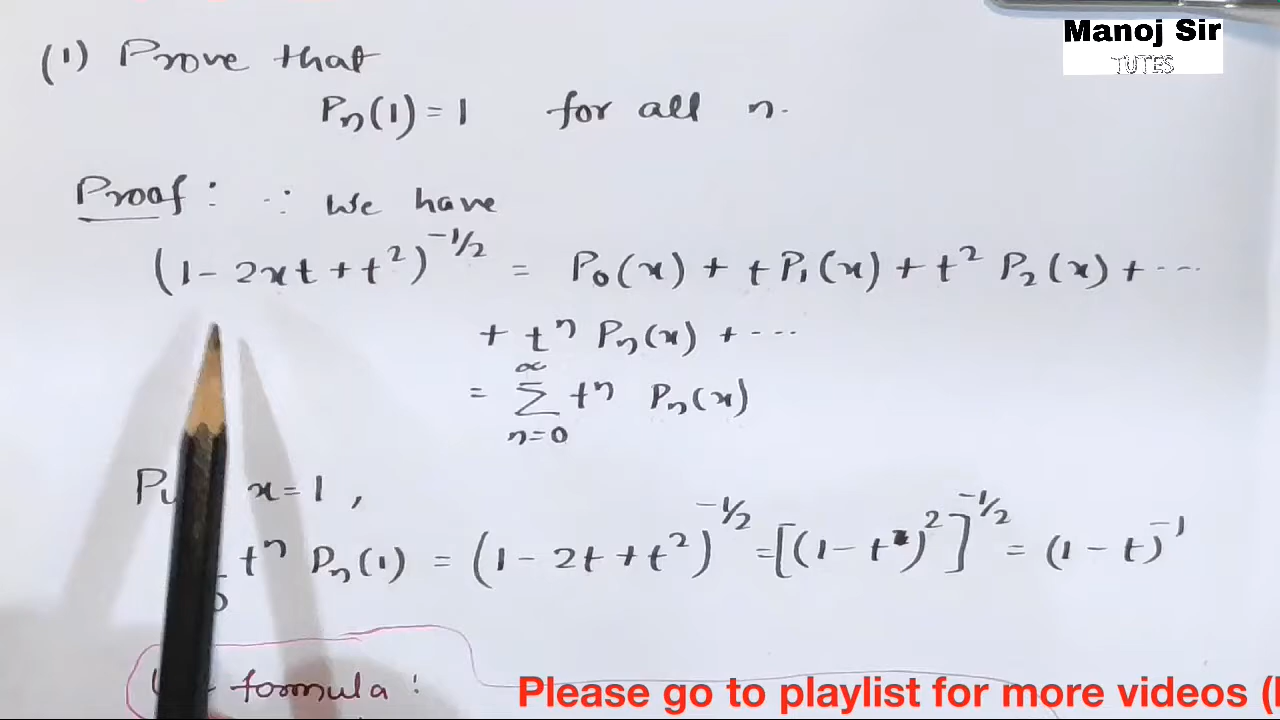 Manoj Sir
TUTES
(1) Prove that
Pn(1) = 1 for all n.
Proof : ∵ We have
(1 - 2xt + t²)^-1/2 = P₀(x) + t P₁(x) + t² P₂(x) + ---
+ tⁿ Pn(x) + ---
= ∞ Σ n=0 tⁿ Pn(x)
x = 1 ,
tⁿ Pn(1) = (1 - 2t + t²)^-1/2 = [(1 - t)²]^-1/2 = (1 - t)^-1
formula :
Please go to playlist for more videos (